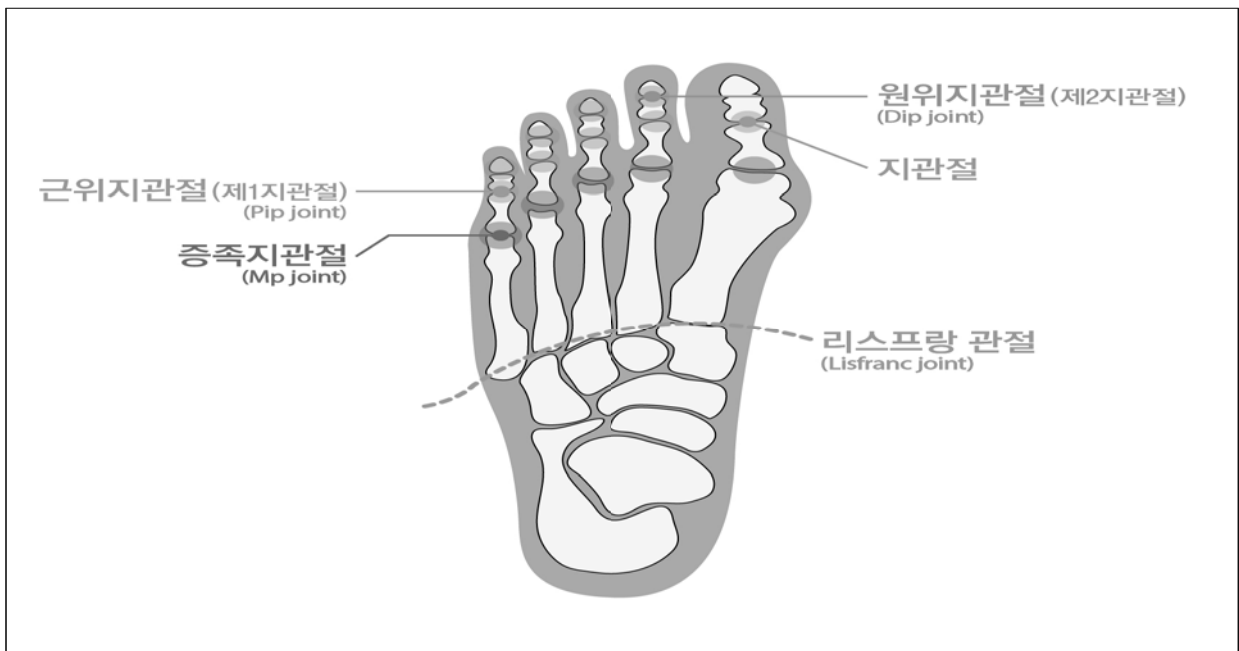 원위지관절(제2지관절)
(Dip joint)
지관절
근위지관절(제1지관절)
(Pip joint)
중족지관절
(Mp joint)
리스프랑 관절
(Lisfranc joint)